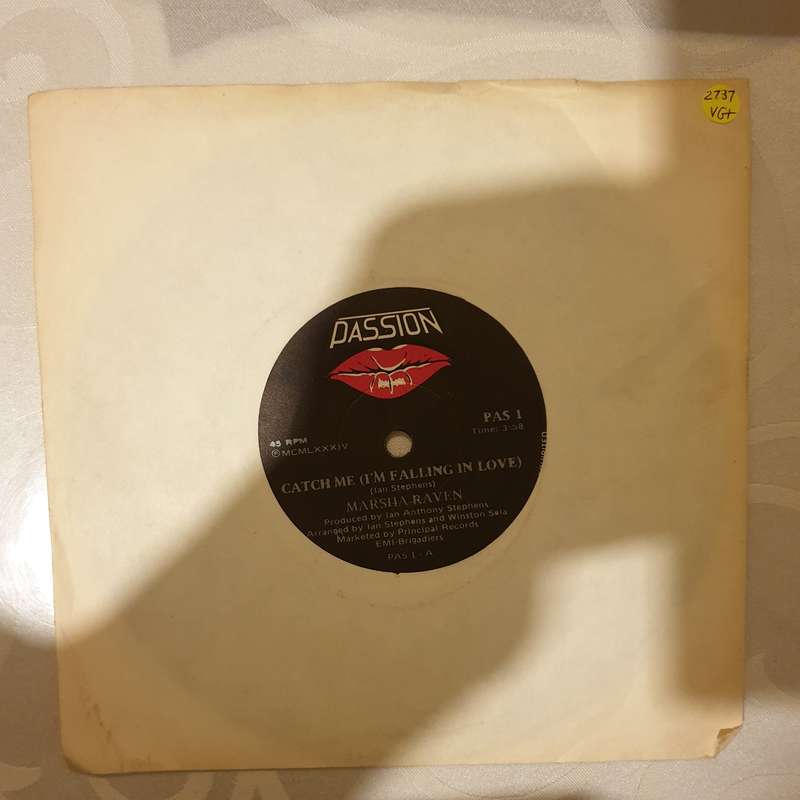 2737
VG+
PASSION
PAS 1
Time: 3:58
45 RPM
℗MCMLXXXIV
CATCH ME (I'M FALLING IN LOVE)
(Ian Stephens)
MARSHA RAVEN
Produced by Ian Anthony Stephens
Arranged by Ian Stephens and Winston Sela
Marketed by Principal Records
EMI-Brigadiers
PAS 1 - A